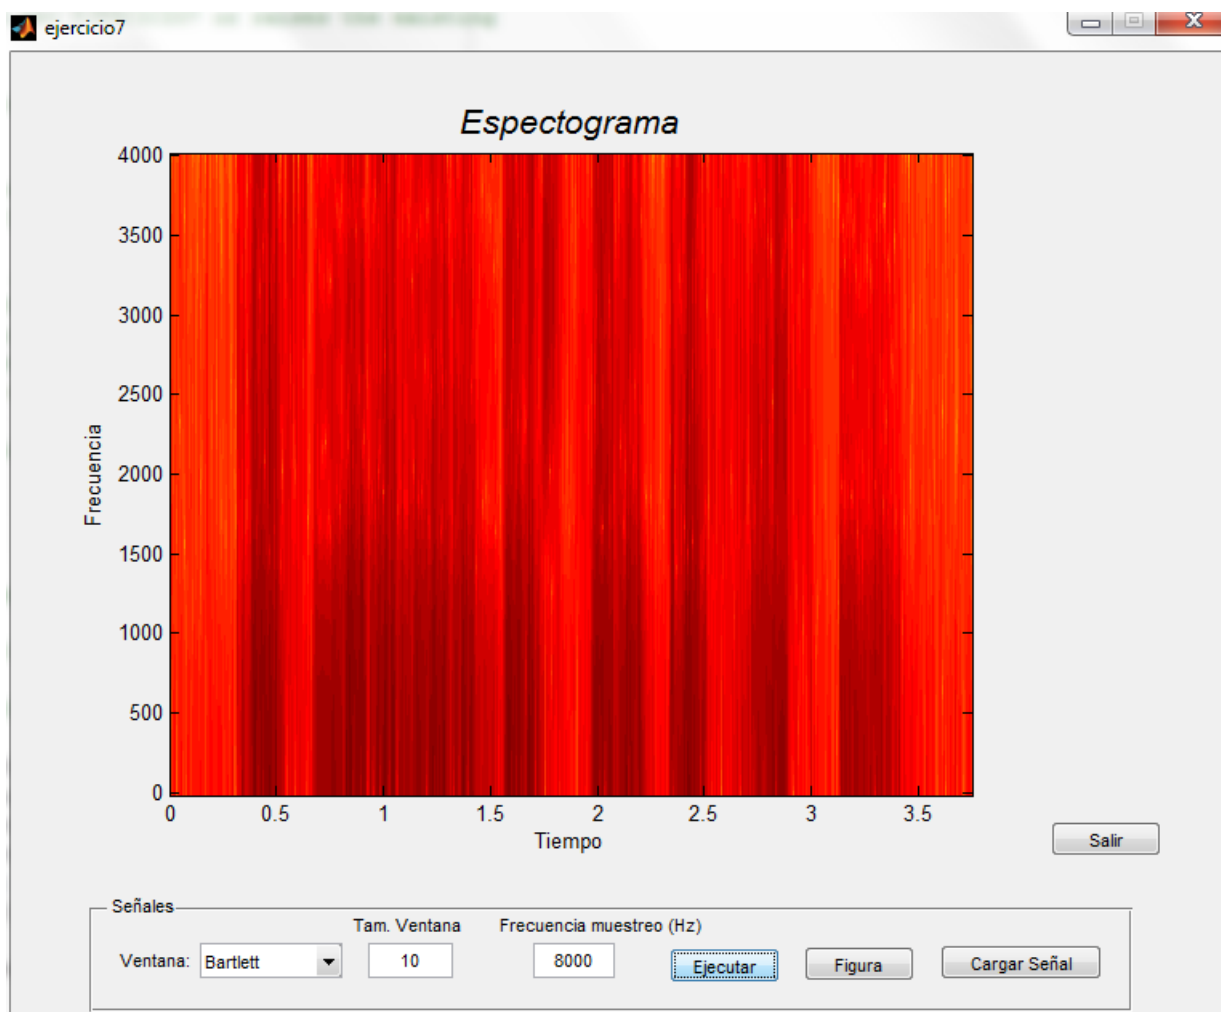 ejercicio7
Espectograma
4000
3500
3000
2500
2000
1500
1000
500
0
Frecuencia
0 0.5 1 1.5 2 2.5 3 3.5
Tiempo
Salir
Señales
Tam. Ventana Frecuencia muestreo (Hz)
Ventana: Bartlett 10 8000 Ejecutar Figura Cargar Señal